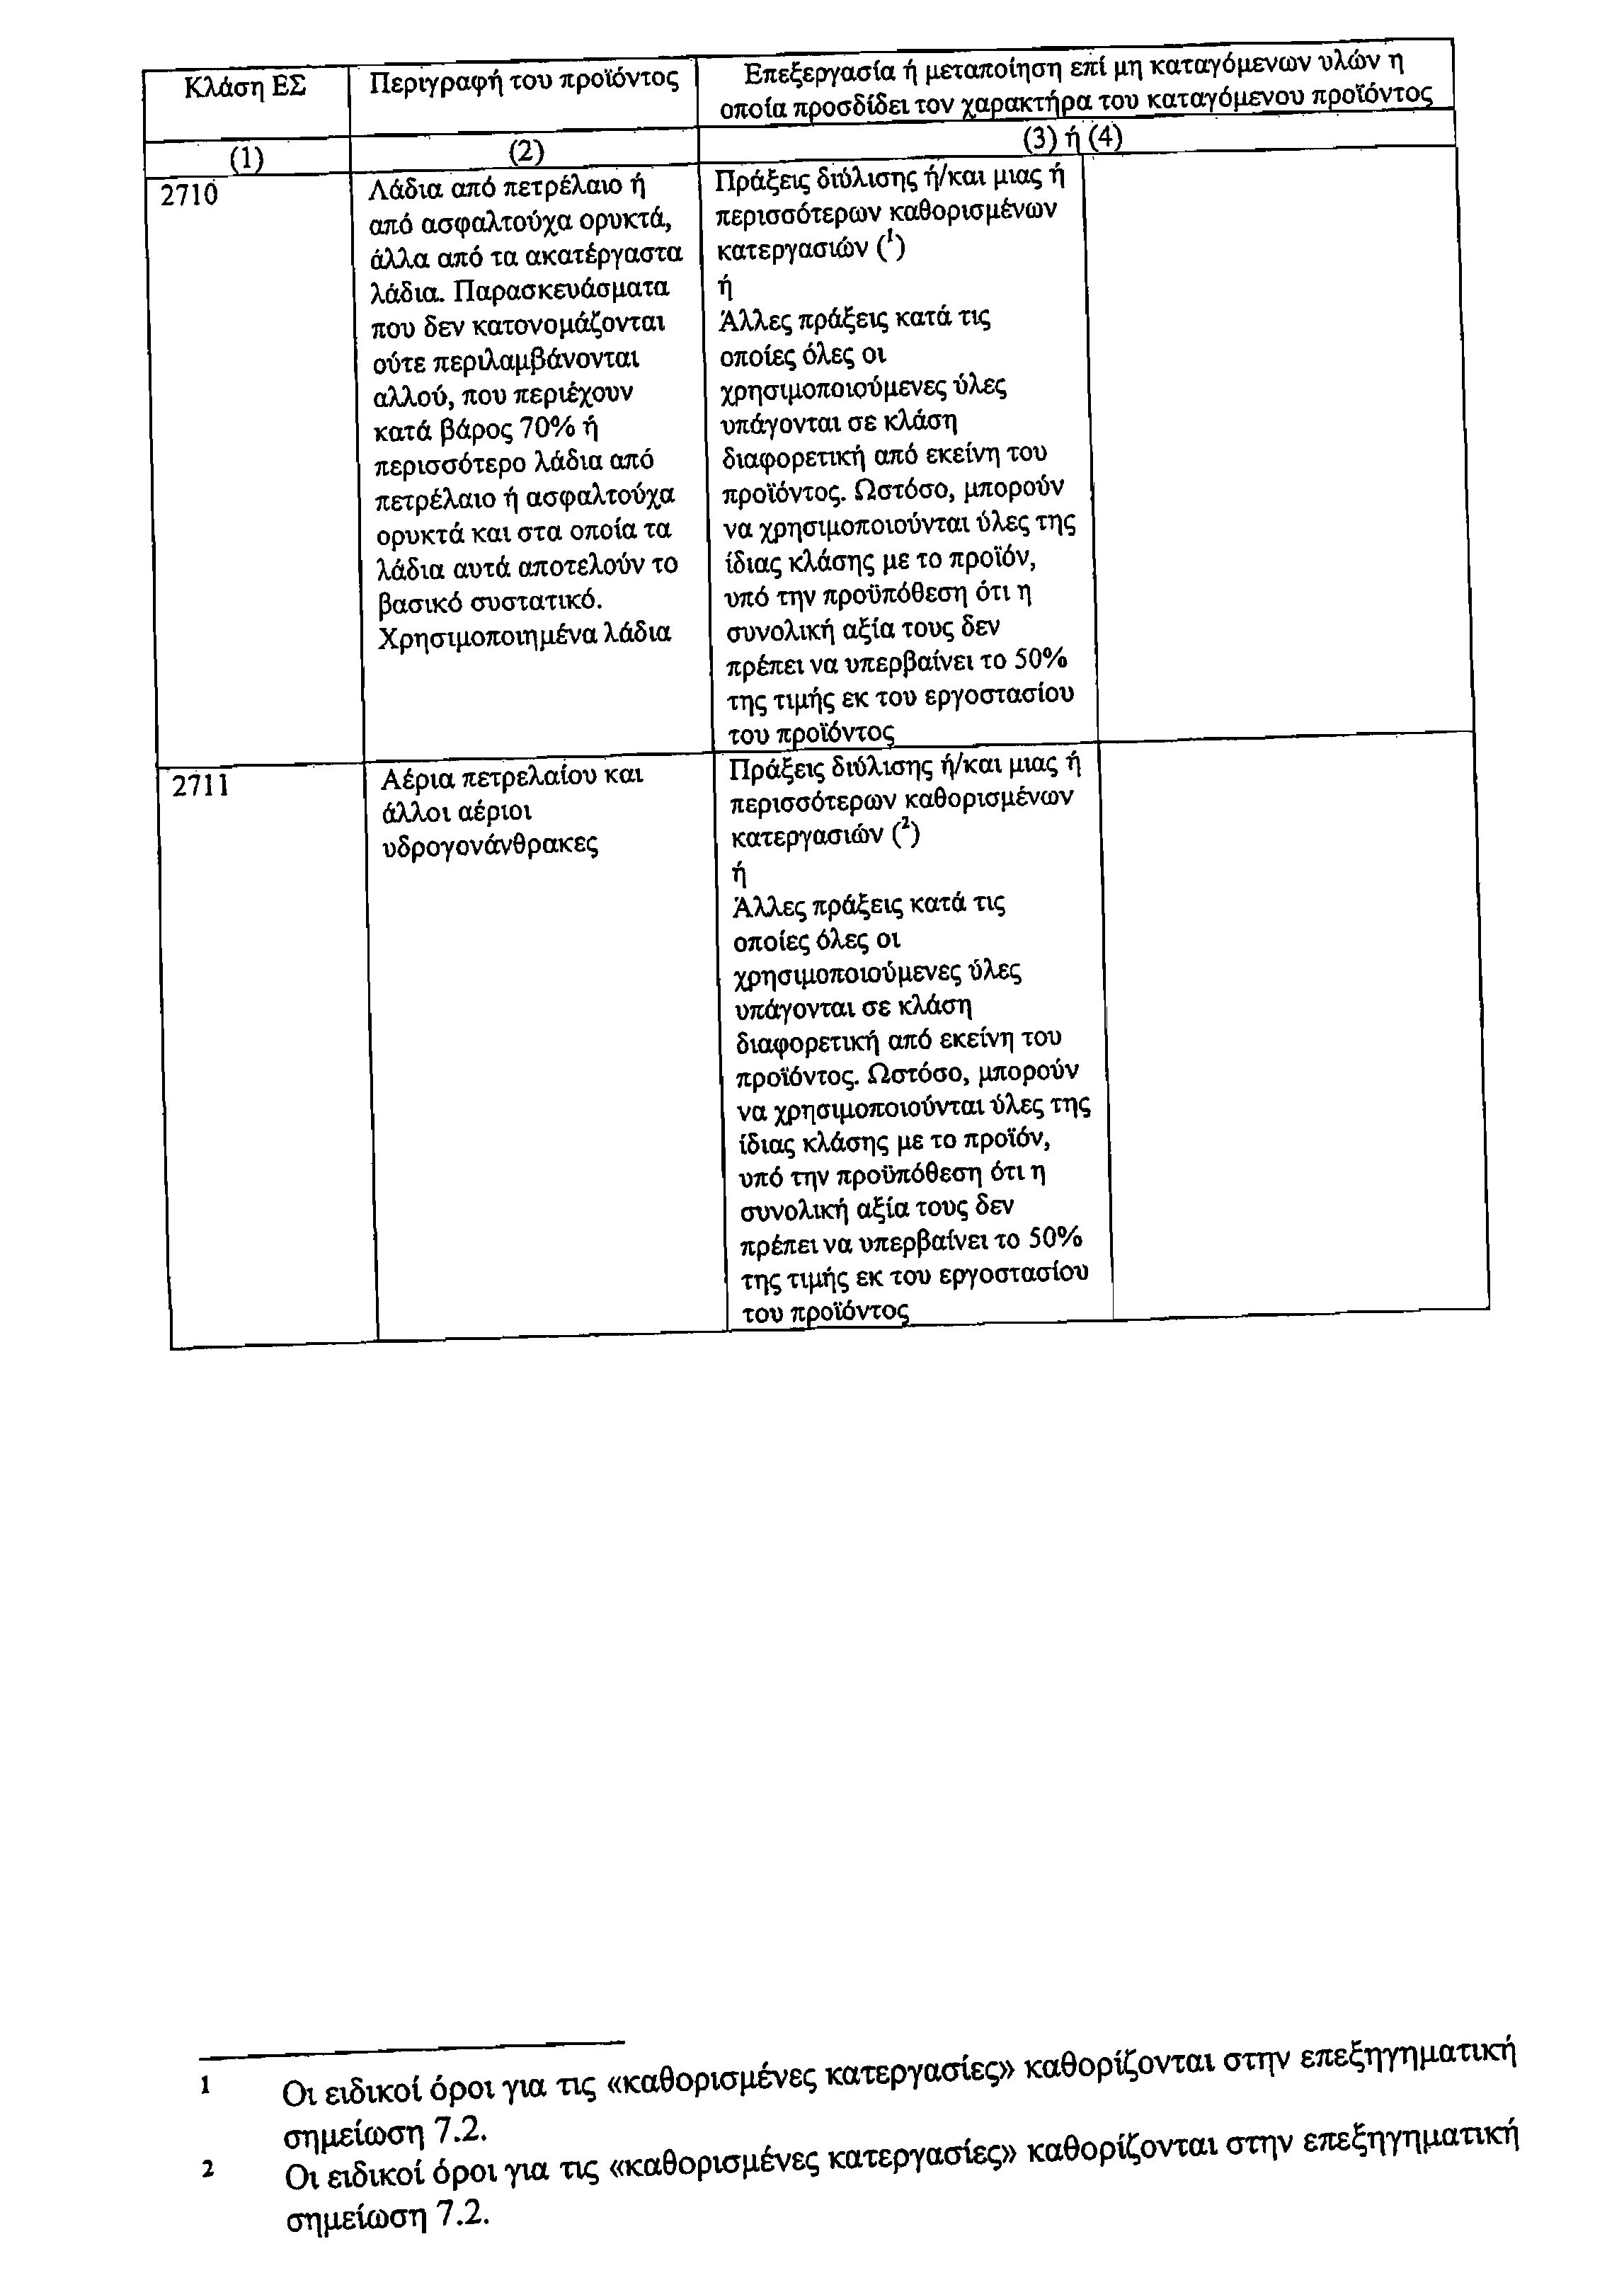 Κλάση ΕΣ
Περιγραφή του προϊόντος
Επεξεργασία ή μεταποίηση επί μη καταγόμενων υλών η
οποία προσδίδει τον χαρακτήρα του καταγόμενου προϊόντος
(1)
(2)
(3) ή (4)
2710
Λάδια από πετρέλαιο ή
από ασφαλτούχα ορυκτά,
άλλα από τα ακατέργαστα
λάδια. Παρασκευάσματα
που δεν κατονομάζονται
ούτε περιλαμβάνονται
αλλού, που περιέχουν
κατά βάρος 70% ή
περισσότερο λάδια από
πετρέλαιο ή ασφαλτούχα
ορυκτά και στα οποία τα
λάδια αυτά αποτελούν το
βασικό συστατικό.
Χρησιμοποιημένα λάδια
Πράξεις διύλισης ή/και μιας ή
περισσότερων καθορισμένων
κατεργασιών (¹)
ή
Άλλες πράξεις κατά τις
οποίες όλες οι
χρησιμοποιούμενες ύλες
υπάγονται σε κλάση
διαφορετική από εκείνη του
προϊόντος. Ωστόσο, μπορούν
να χρησιμοποιούνται ύλες της
ίδιας κλάσης με το προϊόν,
υπό την προϋπόθεση ότι η
συνολική αξία τους δεν
πρέπει να υπερβαίνει το 50%
της τιμής εκ του εργοστασίου
του προϊόντος
2711
Αέρια πετρελαίου και
άλλοι αέριοι
υδρογονάνθρακες
Πράξεις διύλισης ή/και μιας ή
περισσότερων καθορισμένων
κατεργασιών (²)
ή
Άλλες πράξεις κατά τις
οποίες όλες οι
χρησιμοποιούμενες ύλες
υπάγονται σε κλάση
διαφορετική από εκείνη του
προϊόντος. Ωστόσο, μπορούν
να χρησιμοποιούνται ύλες της
ίδιας κλάσης με το προϊόν,
υπό την προϋπόθεση ότι η
συνολική αξία τους δεν
πρέπει να υπερβαίνει το 50%
της τιμής εκ του εργοστασίου
του προϊόντος
1 Οι ειδικοί όροι για τις «καθορισμένες κατεργασίες» καθορίζονται στην επεξηγηματική
σημείωση 7.2.
2 Οι ειδικοί όροι για τις «καθορισμένες κατεργασίες» καθορίζονται στην επεξηγηματική
σημείωση 7.2.